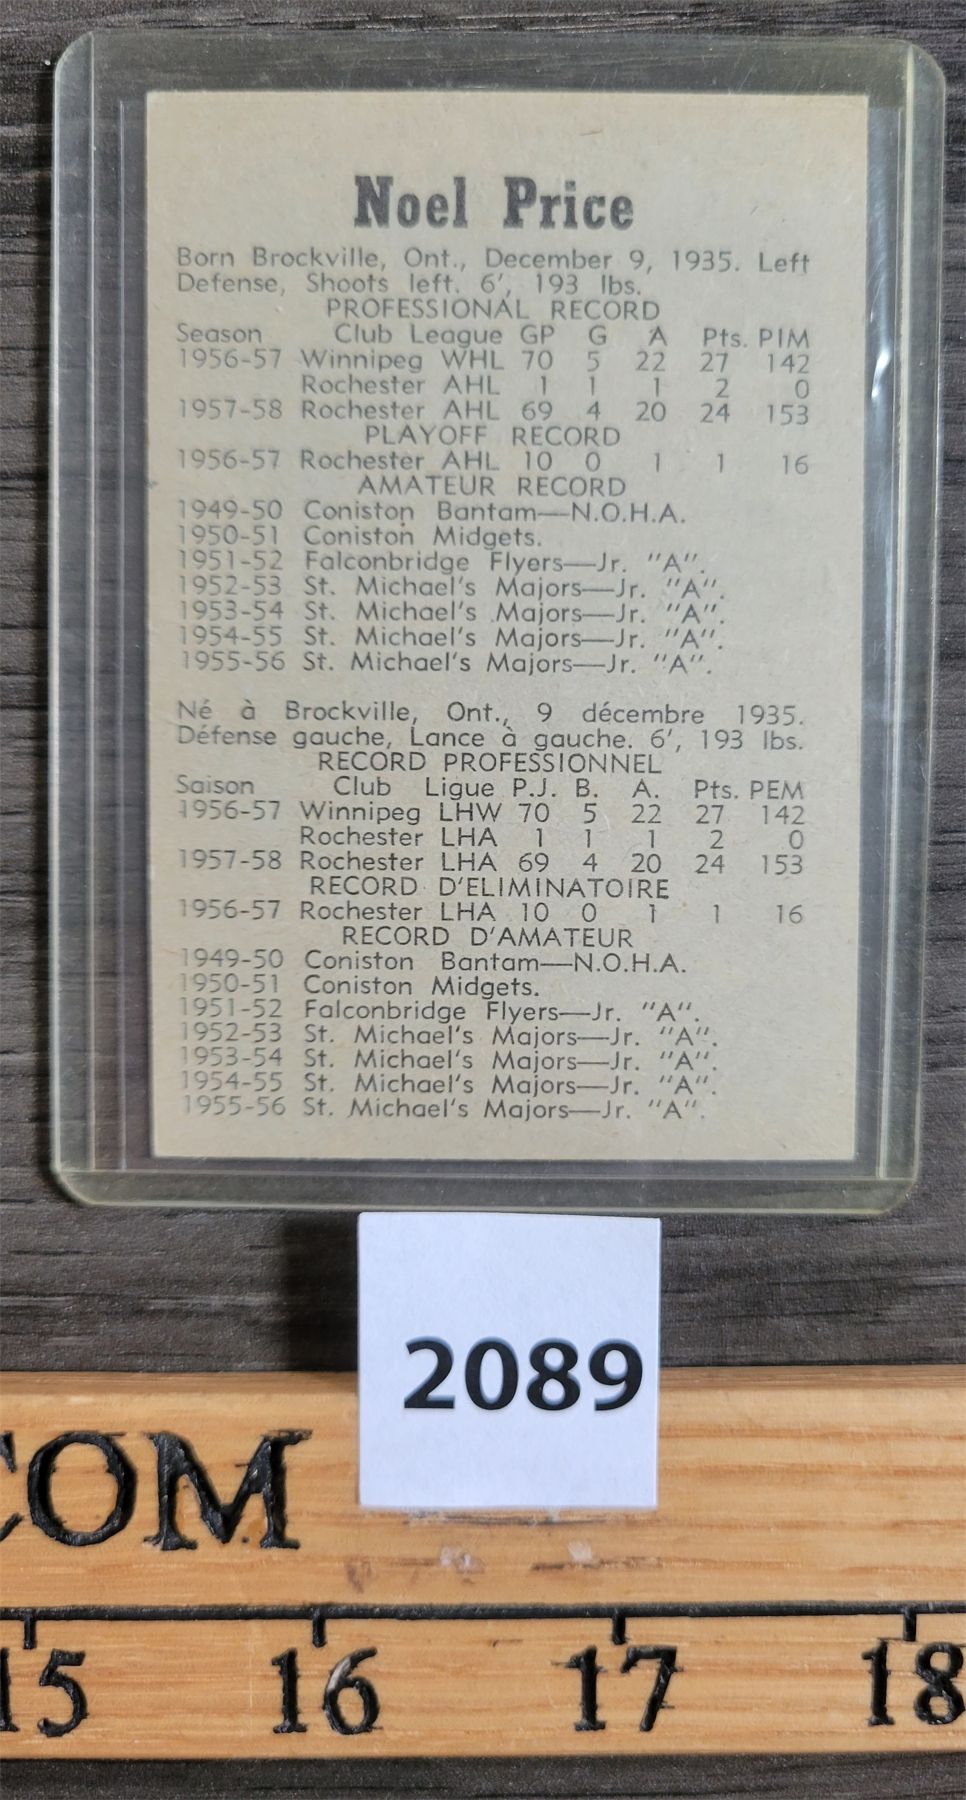 Noel Price
Born Brockville, Ont., December 9, 1935. Left
Defense, Shoots left. 6', 193 lbs.
PROFESSIONAL RECORD
Season Club League GP G A Pts. PIM
1956-57 Winnipeg WHL 70 5 22 27 142
Rochester AHL 1 1 1 2 0
1957-58 Rochester AHL 69 4 20 24 153
PLAYOFF RECORD
1956-57 Rochester AHL 10 0 1 1 16
AMATEUR RECORD
1949-50 Coniston Bantam—N.O.H.A.
1950-51 Coniston Midgets.
1951-52 Falconbridge Flyers—Jr. "A".
1952-53 St. Michael's Majors—Jr. "A".
1953-54 St. Michael's Majors—Jr. "A".
1954-55 St. Michael's Majors—Jr. "A".
1955-56 St. Michael's Majors—Jr. "A".
Né à Brockville, Ont., 9 décembre 1935.
Défense gauche, Lance à gauche. 6', 193 lbs.
RECORD PROFESSIONNEL
Saison Club Ligue P.J. B. A. Pts. PEM
1956-57 Winnipeg LHW 70 5 22 27 142
Rochester LHA 1 1 1 2 0
1957-58 Rochester LHA 69 4 20 24 153
RECORD D'ELIMINATOIRE
1956-57 Rochester LHA 10 0 1 1 16
RECORD D'AMATEUR
1949-50 Coniston Bantam—N.O.H.A.
1950-51 Coniston Midgets.
1951-52 Falconbridge Flyers—Jr. "A".
1952-53 St. Michael's Majors—Jr. "A".
1953-54 St. Michael's Majors—Jr. "A".
1954-55 St. Michael's Majors—Jr. "A".
1955-56 St. Michael's Majors—Jr. "A".
2089
COM
15 16 17 18